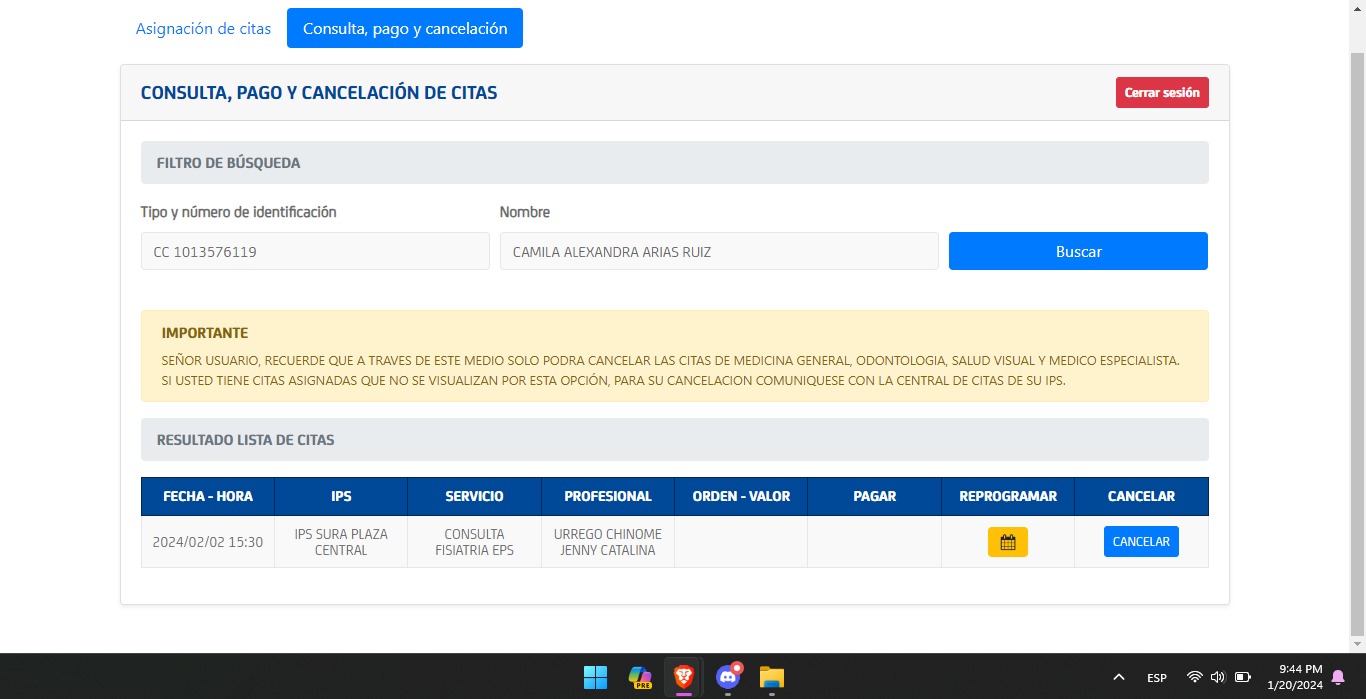 Asignación de citas
Consulta, pago y cancelación
CONSULTA, PAGO Y CANCELACIÓN DE CITAS
Cerrar sesión
FILTRO DE BÚSQUEDA
Tipo y número de identificación
Nombre
CC 1013576119
CAMILA ALEXANDRA ARIAS RUIZ
Buscar
IMPORTANTE
SEÑOR USUARIO, RECUERDE QUE A TRAVES DE ESTE MEDIO SOLO PODRA CANCELAR LAS CITAS DE MEDICINA GENERAL, ODONTOLOGIA, SALUD VISUAL Y MEDICO ESPECIALISTA.
SI USTED TIENE CITAS ASIGNADAS QUE NO SE VISUALIZAN POR ESTA OPCIÓN, PARA SU CANCELACION COMUNIQUESE CON LA CENTRAL DE CITAS DE SU IPS.
RESULTADO LISTA DE CITAS
FECHA - HORA
IPS
SERVICIO
PROFESIONAL
ORDEN - VALOR
PAGAR
REPROGRAMAR
CANCELAR
2024/02/02 15:30
IPS SURA PLAZA
CENTRAL
CONSULTA
FISIATRIA EPS
URREGO CHINOME
JENNY CATALINA
CANCELAR
PRE
ESP
9:44 PM
1/20/2024